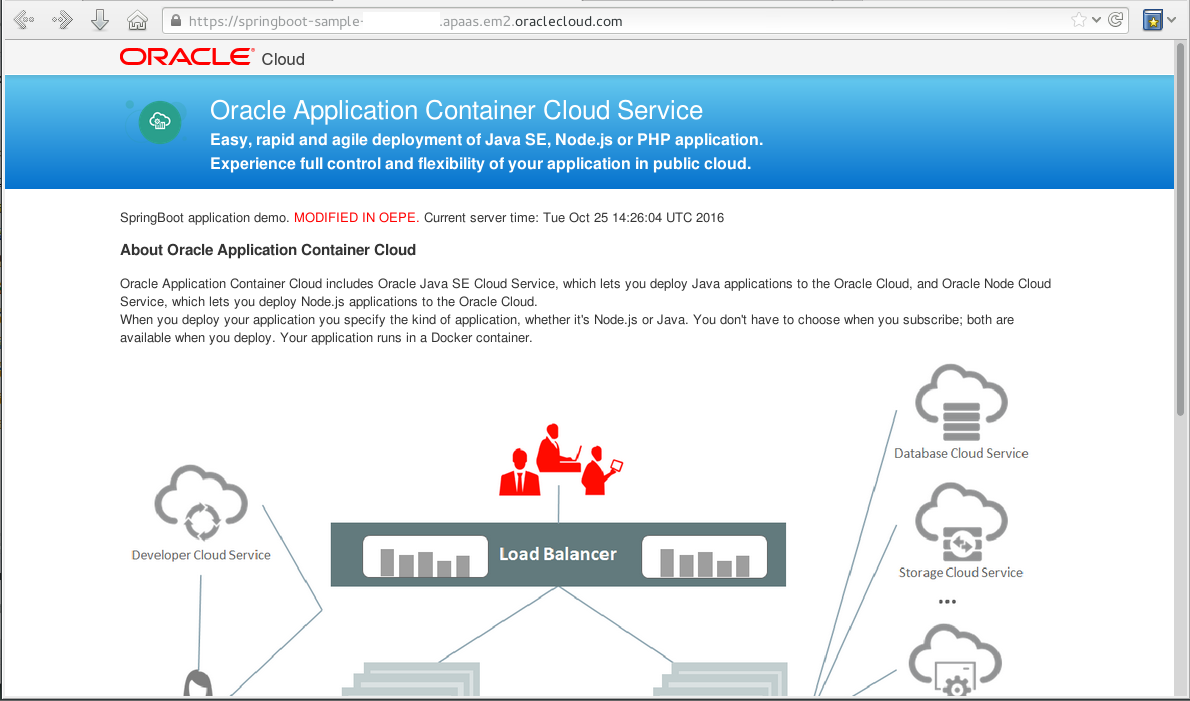 https://springboot-sample- .apaas.em2.oraclecloud.com
ORACLE Cloud
Oracle Application Container Cloud Service
Easy, rapid and agile deployment of Java SE, Node.js or PHP application.
Experience full control and flexibility of your application in public cloud.
SpringBoot application demo. MODIFIED IN OEPE. Current server time: Tue Oct 25 14:26:04 UTC 2016
About Oracle Application Container Cloud
Oracle Application Container Cloud includes Oracle Java SE Cloud Service, which lets you deploy Java applications to the Oracle Cloud, and Oracle Node Cloud
Service, which lets you deploy Node.js applications to the Oracle Cloud.
When you deploy your application you specify the kind of application, whether it's Node.js or Java. You don't have to choose when you subscribe; both are
available when you deploy. Your application runs in a Docker container.
Database Cloud Service
Developer Cloud Service
Load Balancer
Storage Cloud Service
...